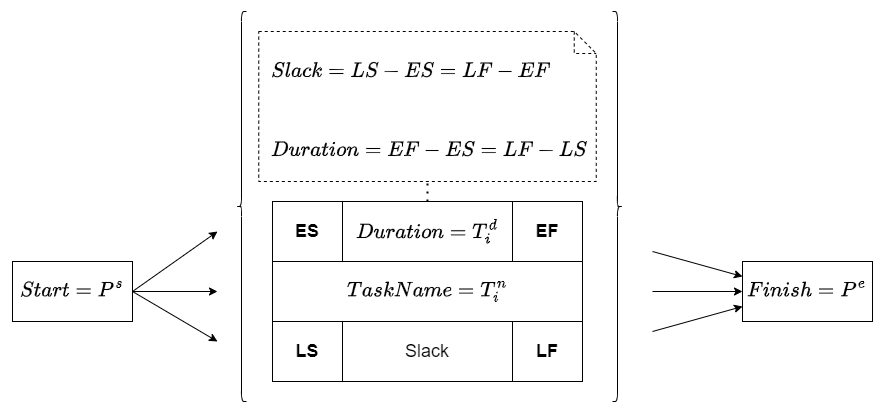 Slack = LS − ES = LF − EF
Duration = EF − ES = LF − LS
ES Duration = T_i^d EF
Start = P^s
TaskName = T_i^n
Finish = P^e
LS Slack LF